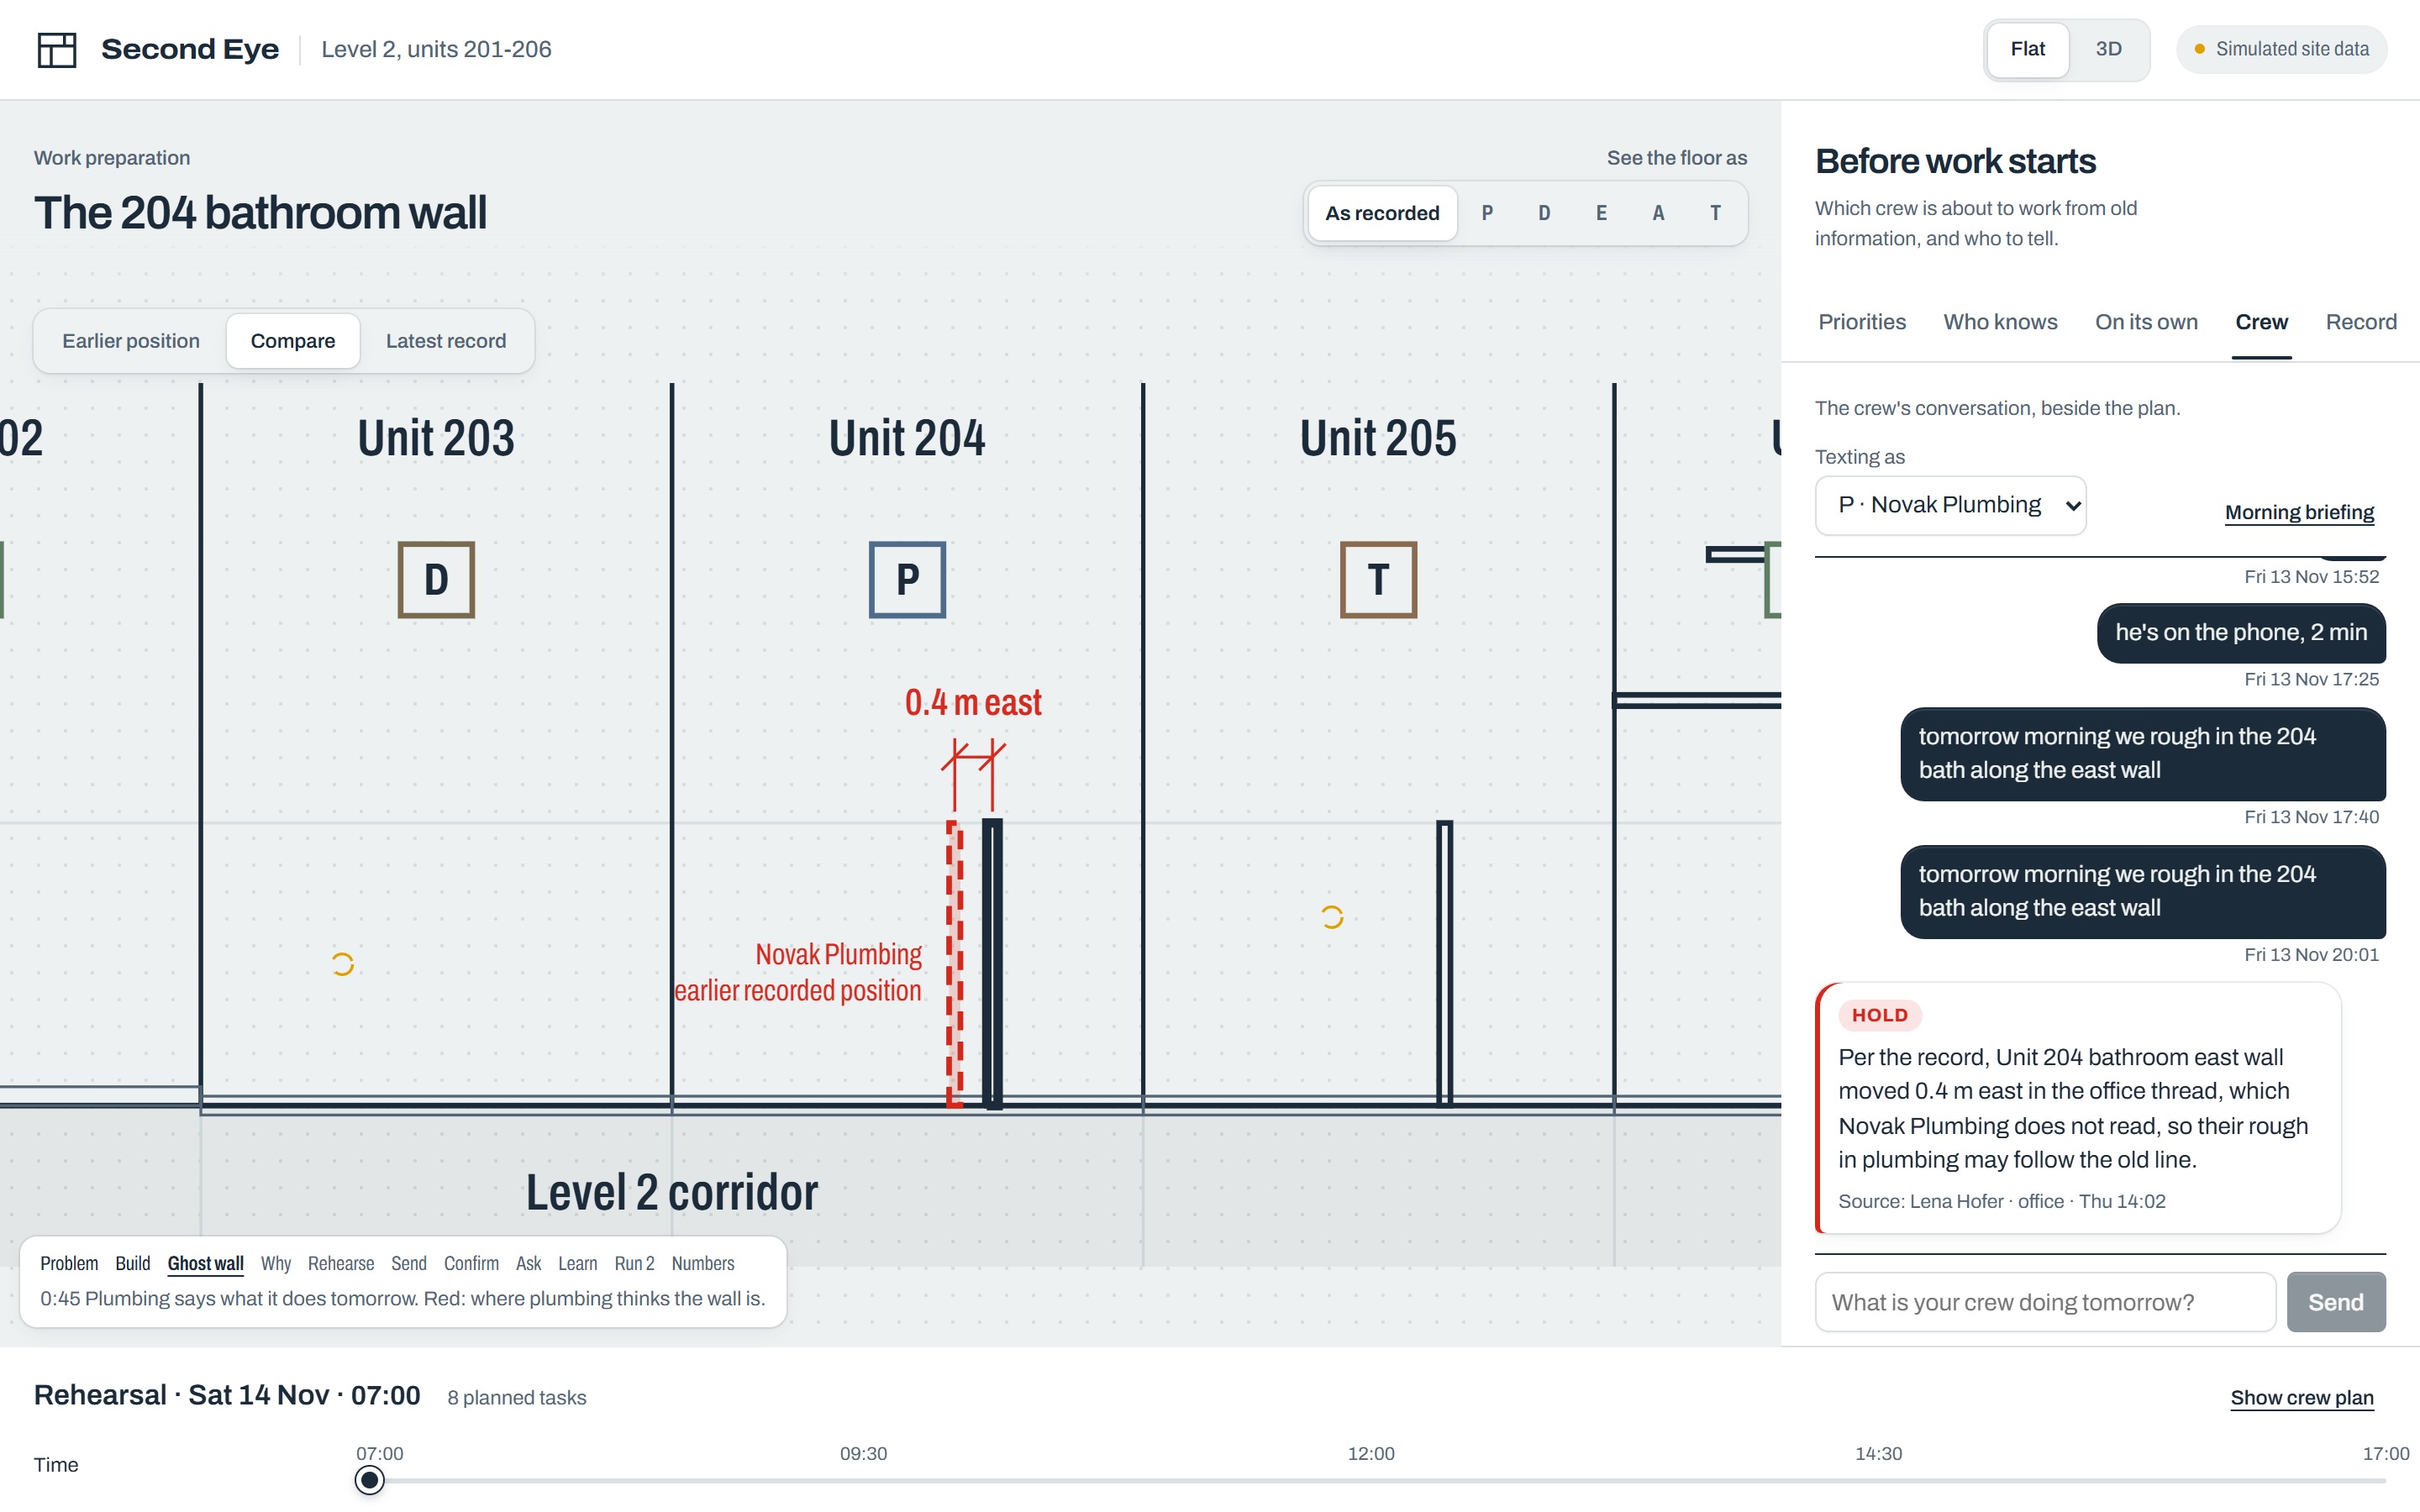 Second Eye
Level 2, units 201-206
Flat
3D
Simulated site data
Work preparation
The 204 bathroom wall
See the floor as
As recorded
P
D
E
A
T
Earlier position
Compare
Latest record
02
Unit 203
Unit 204
Unit 205
D
P
T
0.4 m east
Novak Plumbing
earlier recorded position
Level 2 corridor
Problem
Build
Ghost wall
Why
Rehearse
Send
Confirm
Ask
Learn
Run 2
Numbers
0:45 Plumbing says what it does tomorrow. Red: where plumbing thinks the wall is.
Before work starts
Which crew is about to work from old
information, and who to tell.
Priorities
Who knows
On its own
Crew
Record
The crew's conversation, beside the plan.
Texting as
P · Novak Plumbing
Morning briefing
Fri 13 Nov 15:52
he's on the phone, 2 min
Fri 13 Nov 17:25
tomorrow morning we rough in the 204
bath along the east wall
Fri 13 Nov 17:40
tomorrow morning we rough in the 204
bath along the east wall
Fri 13 Nov 20:01
HOLD
Per the record, Unit 204 bathroom east wall
moved 0.4 m east in the office thread, which
Novak Plumbing does not read, so their rough
in plumbing may follow the old line.
Source: Lena Hofer · office · Thu 14:02
What is your crew doing tomorrow?
Send
Rehearsal · Sat 14 Nov · 07:00
8 planned tasks
Show crew plan
Time
07:00
09:30
12:00
14:30
17:00